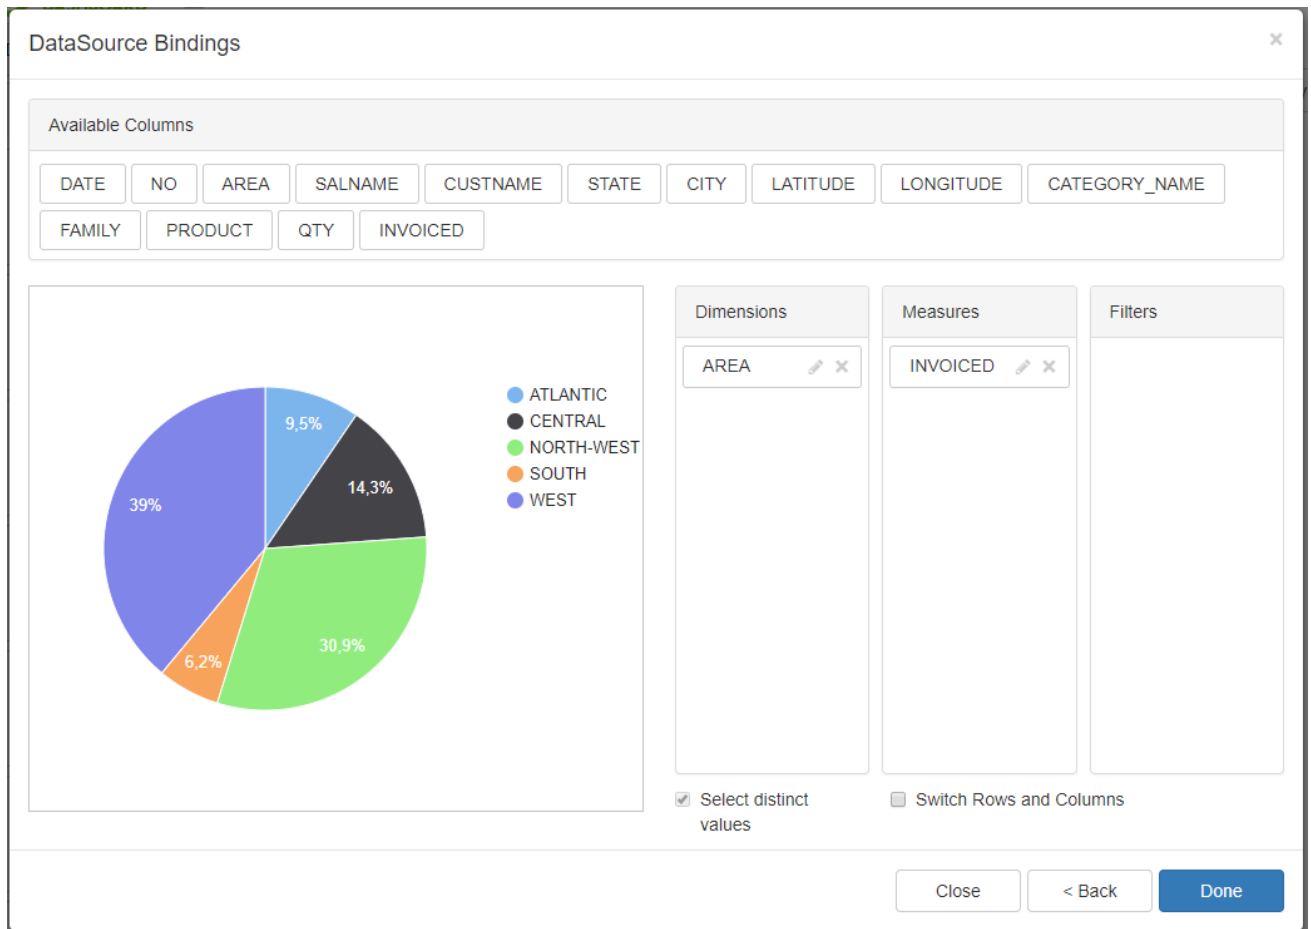 DataSource Bindings
×
Available Columns
DATE NO AREA SALNAME CUSTNAME STATE CITY LATITUDE LONGITUDE CATEGORY_NAME
FAMILY PRODUCT QTY INVOICED
9,5%
14,3%
39%
30,9%
6,2%
ATLANTIC
CENTRAL
NORTH-WEST
SOUTH
WEST
Dimensions
AREA
Measures
INVOICED
Filters
Select distinct
values
Switch Rows and Columns
Close
< Back
Done